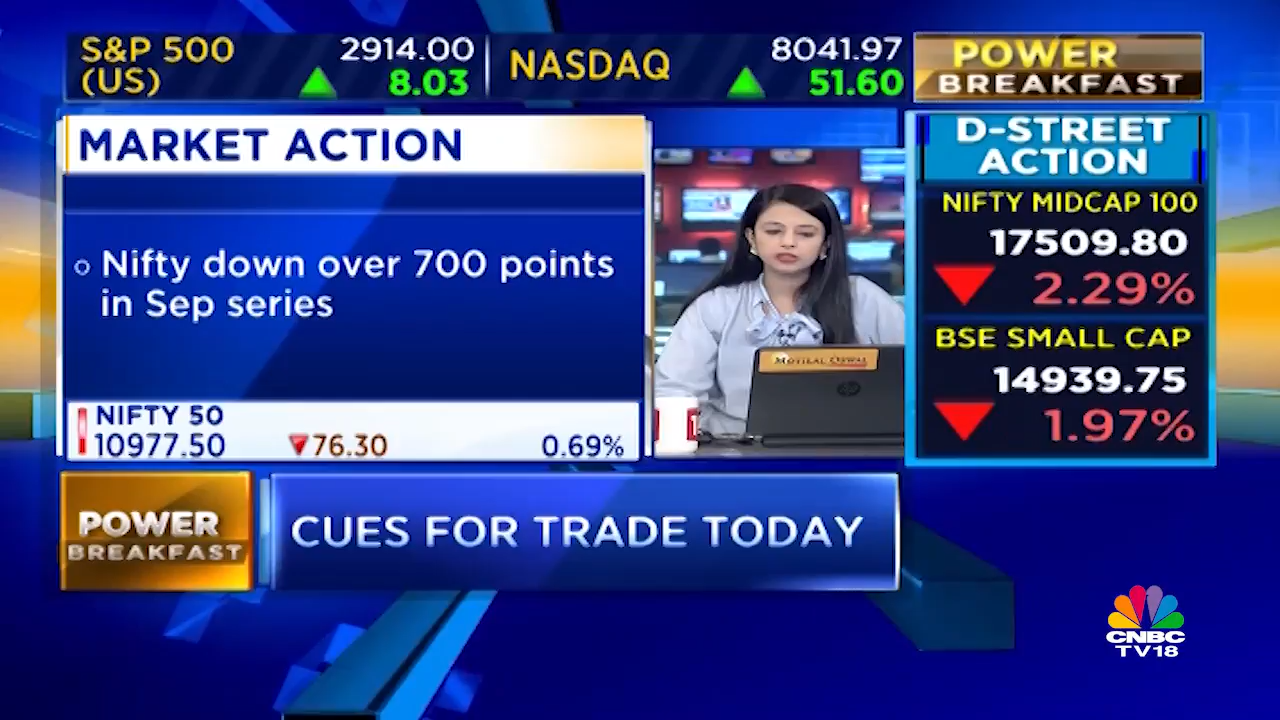 S&P 500
(US)
2914.00
8.03
NASDAQ
8041.97
51.60
POWER
BREAKFAST
MARKET ACTION
Nifty down over 700 points
in Sep series
NIFTY 50
10977.50
76.30
0.69%
MOTILAL OSWAL
hp
D-STREET
ACTION
NIFTY MIDCAP 100
17509.80
2.29%
BSE SMALL CAP
14939.75
1.97%
POWER
BREAKFAST
CUES FOR TRADE TODAY
CNBC
TV18